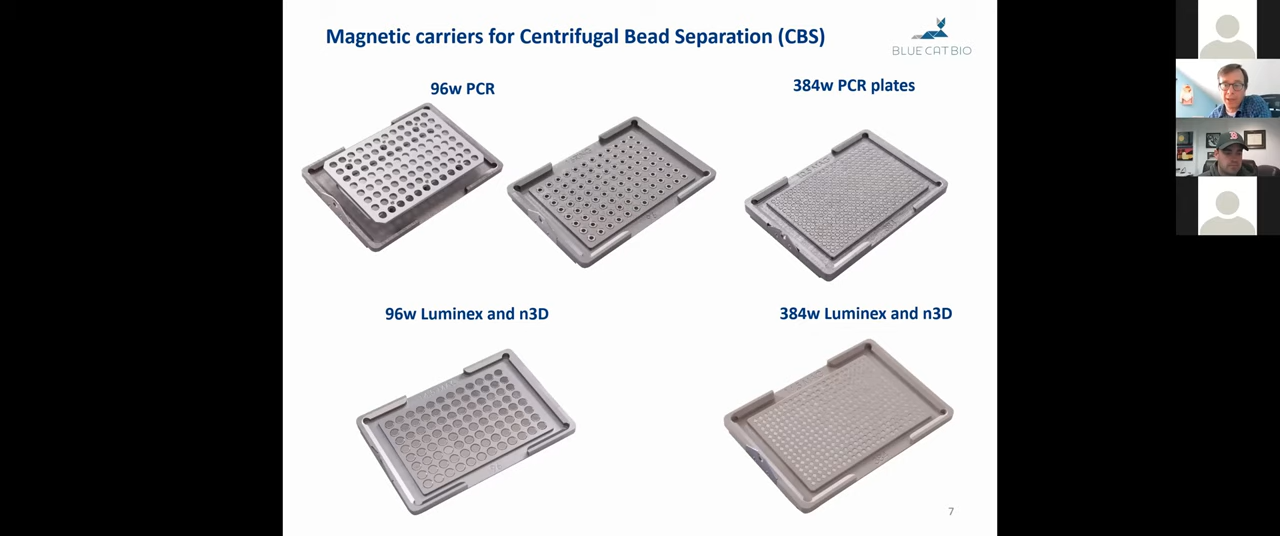 Magnetic carriers for Centrifugal Bead Separation (CBS)
BLUE CAT BIO
96w PCR
384w PCR plates
96w Luminex and n3D
384w Luminex and n3D
7